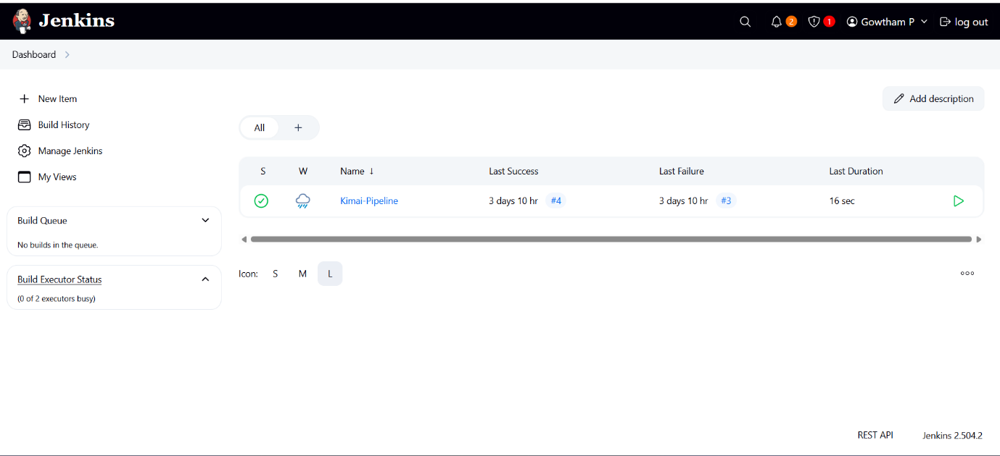 Jenkins
2
1
Gowtham P
log out
Dashboard
New Item
Build History
Manage Jenkins
My Views
Build Queue
No builds in the queue.
Build Executor Status
(0 of 2 executors busy)
Add description
All +
S W Name ↓ Last Success Last Failure Last Duration
Kimai-Pipeline 3 days 10 hr #4 3 days 10 hr #3 16 sec
Icon: S M L
REST API Jenkins 2.504.2